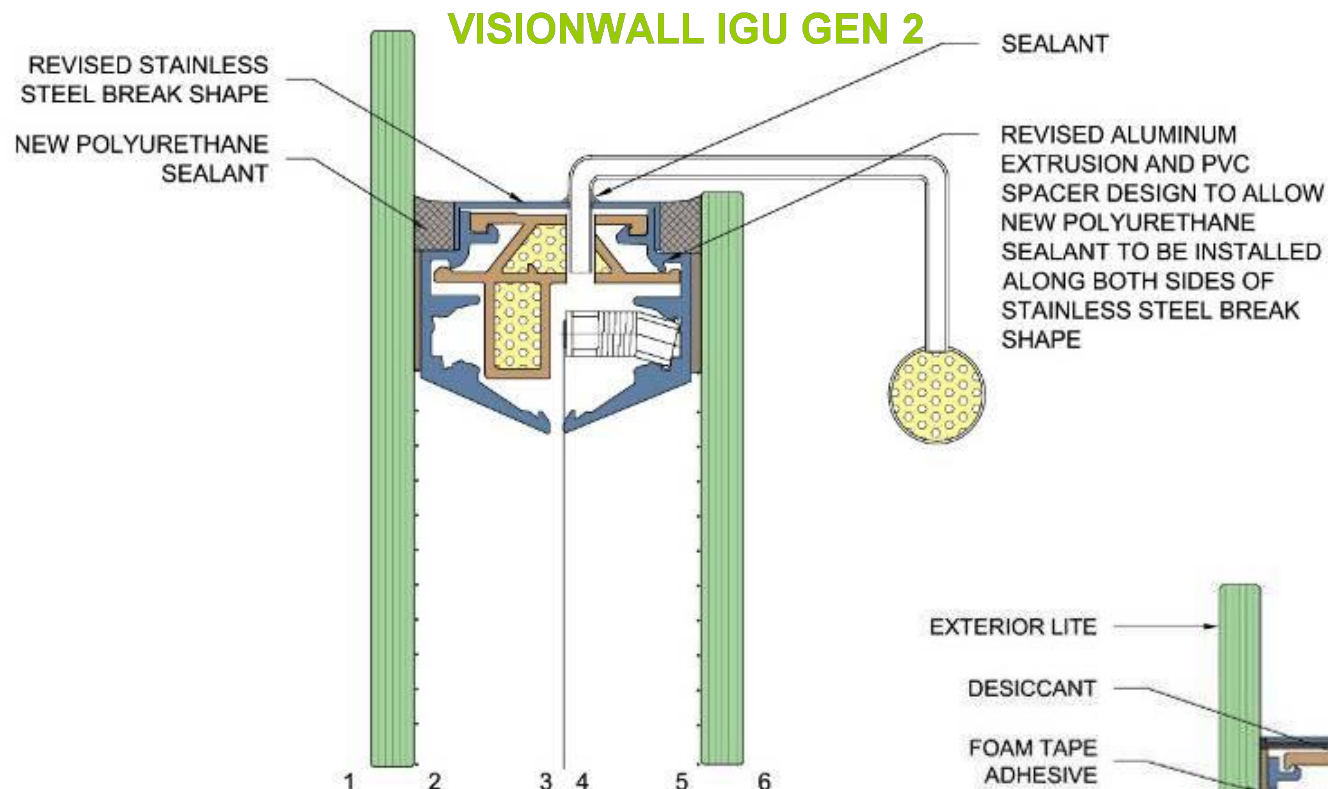 VISIONWALL IGU GEN 2
REVISED STAINLESS
STEEL BREAK SHAPE
NEW POLYURETHANE
SEALANT
SEALANT
REVISED ALUMINUM
EXTRUSION AND PVC
SPACER DESIGN TO ALLOW
NEW POLYURETHANE
SEALANT TO BE INSTALLED
ALONG BOTH SIDES OF
STAINLESS STEEL BREAK
SHAPE
EXTERIOR LITE
DESICCANT
FOAM TAPE
ADHESIVE
1 2 3 4 5 6